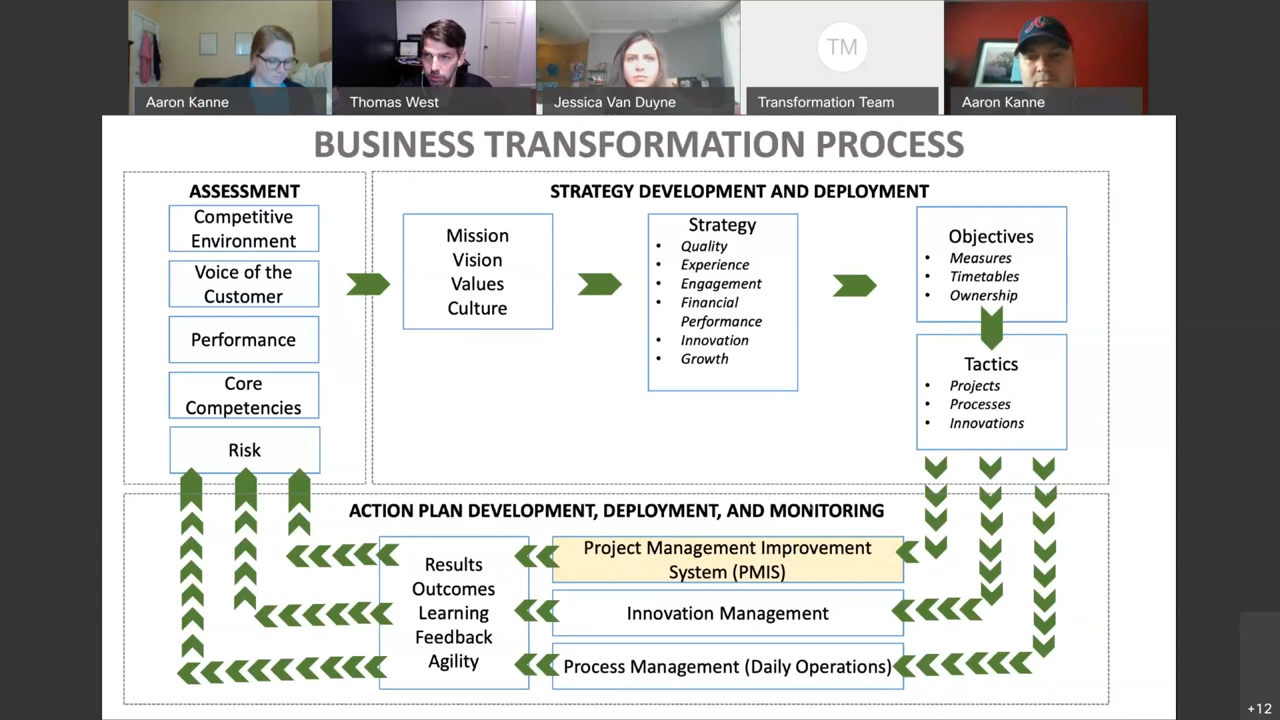 Aaron Kanne
Thomas West
Jessica Van Duyne
TM
Transformation Team
Aaron Kanne
BUSINESS TRANSFORMATION PROCESS
ASSESSMENT
Competitive
Environment
Voice of the
Customer
Performance
Core
Competencies
Risk
STRATEGY DEVELOPMENT AND DEPLOYMENT
Mission
Vision
Values
Culture
Strategy
• Quality
• Experience
• Engagement
• Financial
Performance
• Innovation
• Growth
Objectives
• Measures
• Timetables
• Ownership
Tactics
• Projects
• Processes
• Innovations
ACTION PLAN DEVELOPMENT, DEPLOYMENT, AND MONITORING
Results
Outcomes
Learning
Feedback
Agility
Project Management Improvement
System (PMIS)
Innovation Management
Process Management (Daily Operations)
+12